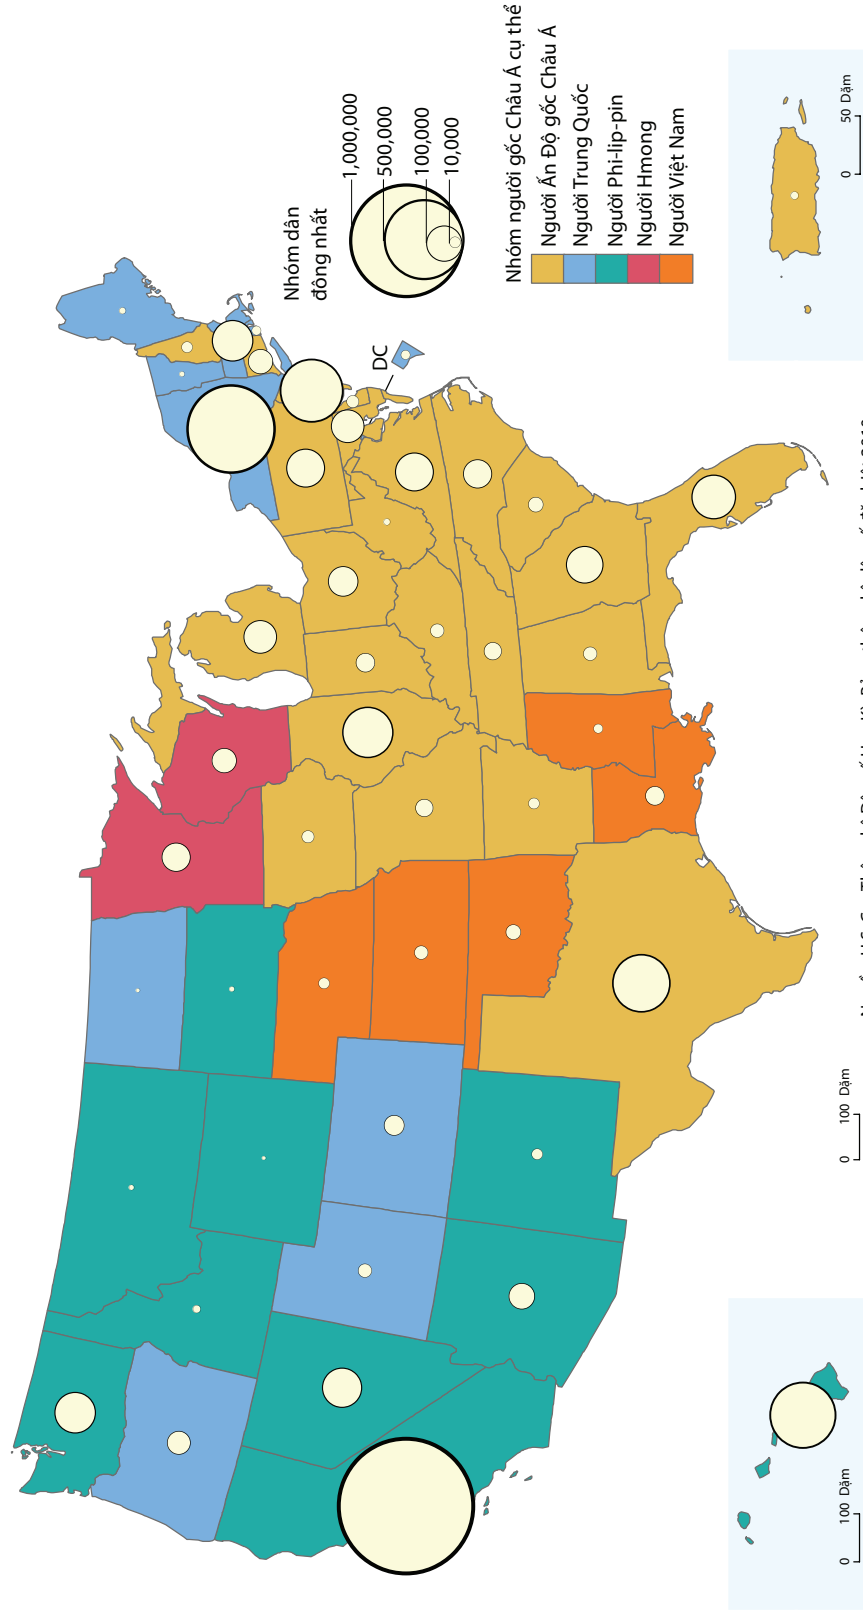 Nhóm dân
đông nhất
1,000,000
500,000
100,000
10,000
Nhóm người gốc Châu Á cụ thể
Người Ấn Độ gốc Châu Á
Người Trung Quốc
Người Phi-lip-pin
Người Hmong
Người Việt Nam
DC
0 50 Dặm
0 100 Dặm
0 100 Dặm